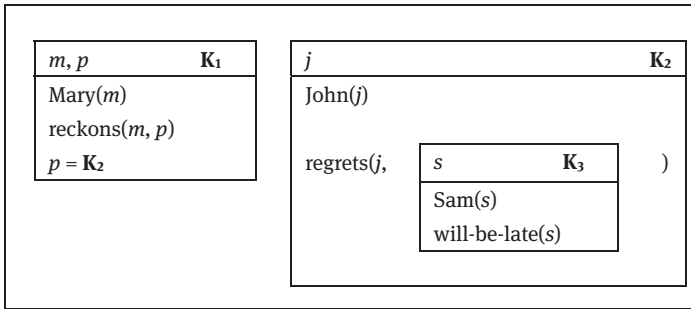 m, p K₁
Mary(m)
reckons(m, p)
p = K₂
j K₂
John(j)
regrets(j, s K₃ )
Sam(s)
will-be-late(s)